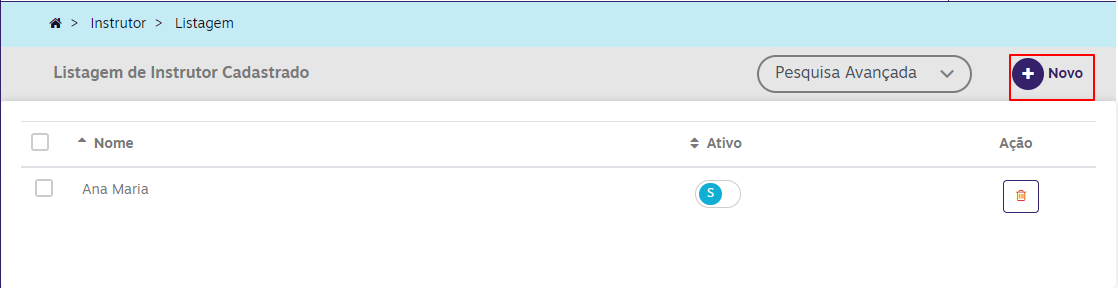 > Instrutor > Listagem
Listagem de Instrutor Cadastrado
Pesquisa Avançada
Novo
Nome
Ativo
Ação
Ana Maria
S